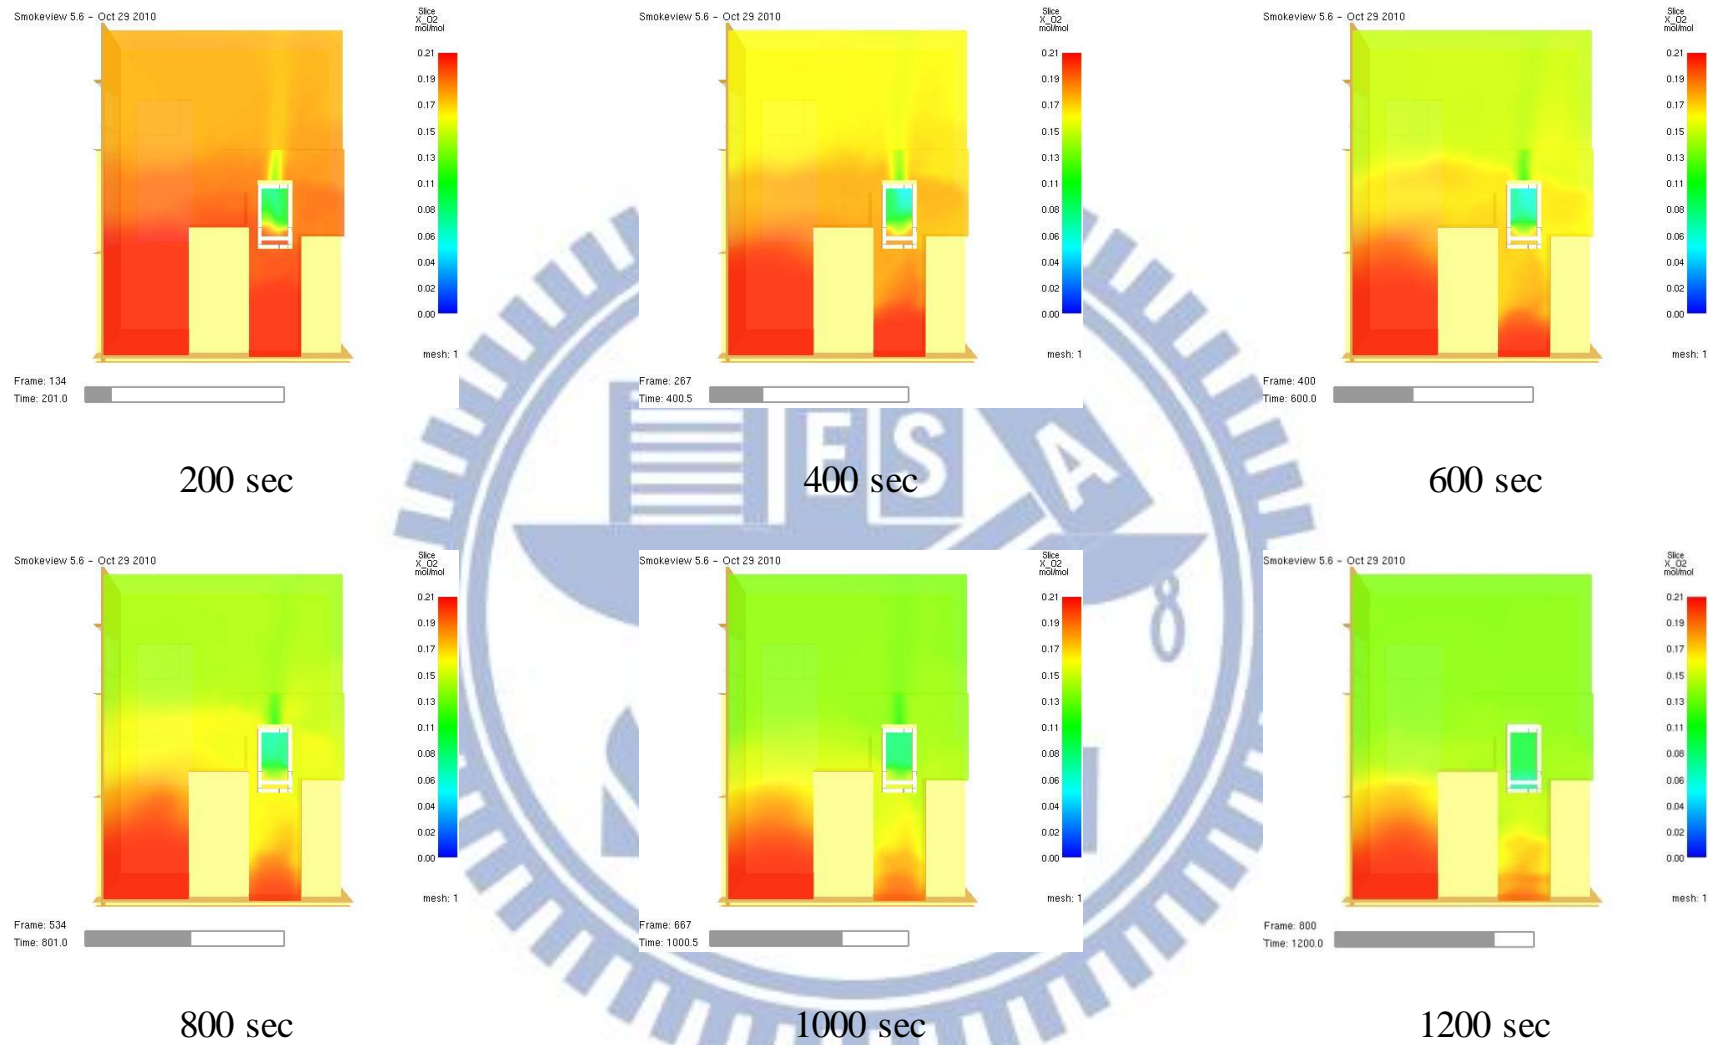 Smokeview 5.6 - Oct 29 2010
Slice
X_O2
mol/mol
0.21
0.19
0.17
0.15
0.13
0.11
0.08
0.06
0.04
0.02
0.00
mesh: 1
Frame: 134
Time: 201.0
200 sec
Smokeview 5.6 - Oct 29 2010
Slice
X_O2
mol/mol
0.21
0.19
0.17
0.15
0.13
0.11
0.08
0.06
0.04
0.02
0.00
mesh: 1
Frame: 267
Time: 400.5
400 sec
Smokeview 5.6 - Oct 29 2010
Slice
X_O2
mol/mol
0.21
0.19
0.17
0.15
0.13
0.11
0.08
0.06
0.04
0.02
0.00
mesh: 1
Frame: 400
Time: 600.0
600 sec
E S A
Smokeview 5.6 - Oct 29 2010
Slice
X_O2
mol/mol
0.21
0.19
0.17
0.15
0.13
0.11
0.08
0.06
0.04
0.02
0.00
mesh: 1
Frame: 534
Time: 801.0
800 sec
Smokeview 5.6 - Oct 29 2010
Slice
X_O2
mol/mol
0.21
0.19
0.17
0.15
0.13
0.11
0.08
0.06
0.04
0.02
0.00
mesh: 1
Frame: 667
Time: 1000.5
1000 sec
Smokeview 5.6 - Oct 29 2010
Slice
X_O2
mol/mol
0.21
0.19
0.17
0.15
0.13
0.11
0.08
0.06
0.04
0.02
0.00
mesh: 1
Frame: 800
Time: 1200.0
1200 sec
8